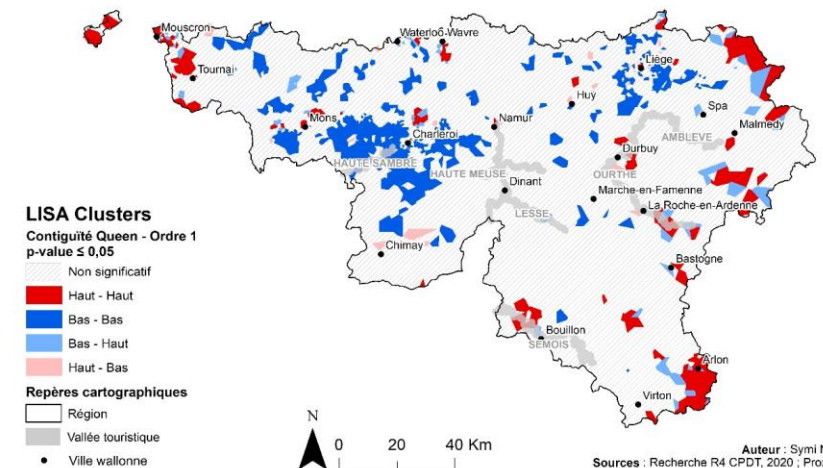 Mouscron
Waterloo
Wavre
Tournai
Liège
Huy
Spa
Mons
Namur
Malmedy
Charleroi
AMBLEVE
Durbuy
HAUTE SAMBRE
HAUTE MEUSE
OURTHE
Dinant
Marche-en-Famenne
La Roche-en-Ardenne
LESSE
Chimay
Bastogne
Bouillon
SEMOIS
Arlon
Virton
LISA Clusters
Contiguïté Queen - Ordre 1
p-value ≤ 0,05
Non significatif
Haut - Haut
Bas - Bas
Bas - Haut
Haut - Bas
Repères cartographiques
Région
Vallée touristique
Ville wallonne
N
0 20 40 Km
Auteur : Symi
Sources : Recherche R4 CPDT, 2020 ;